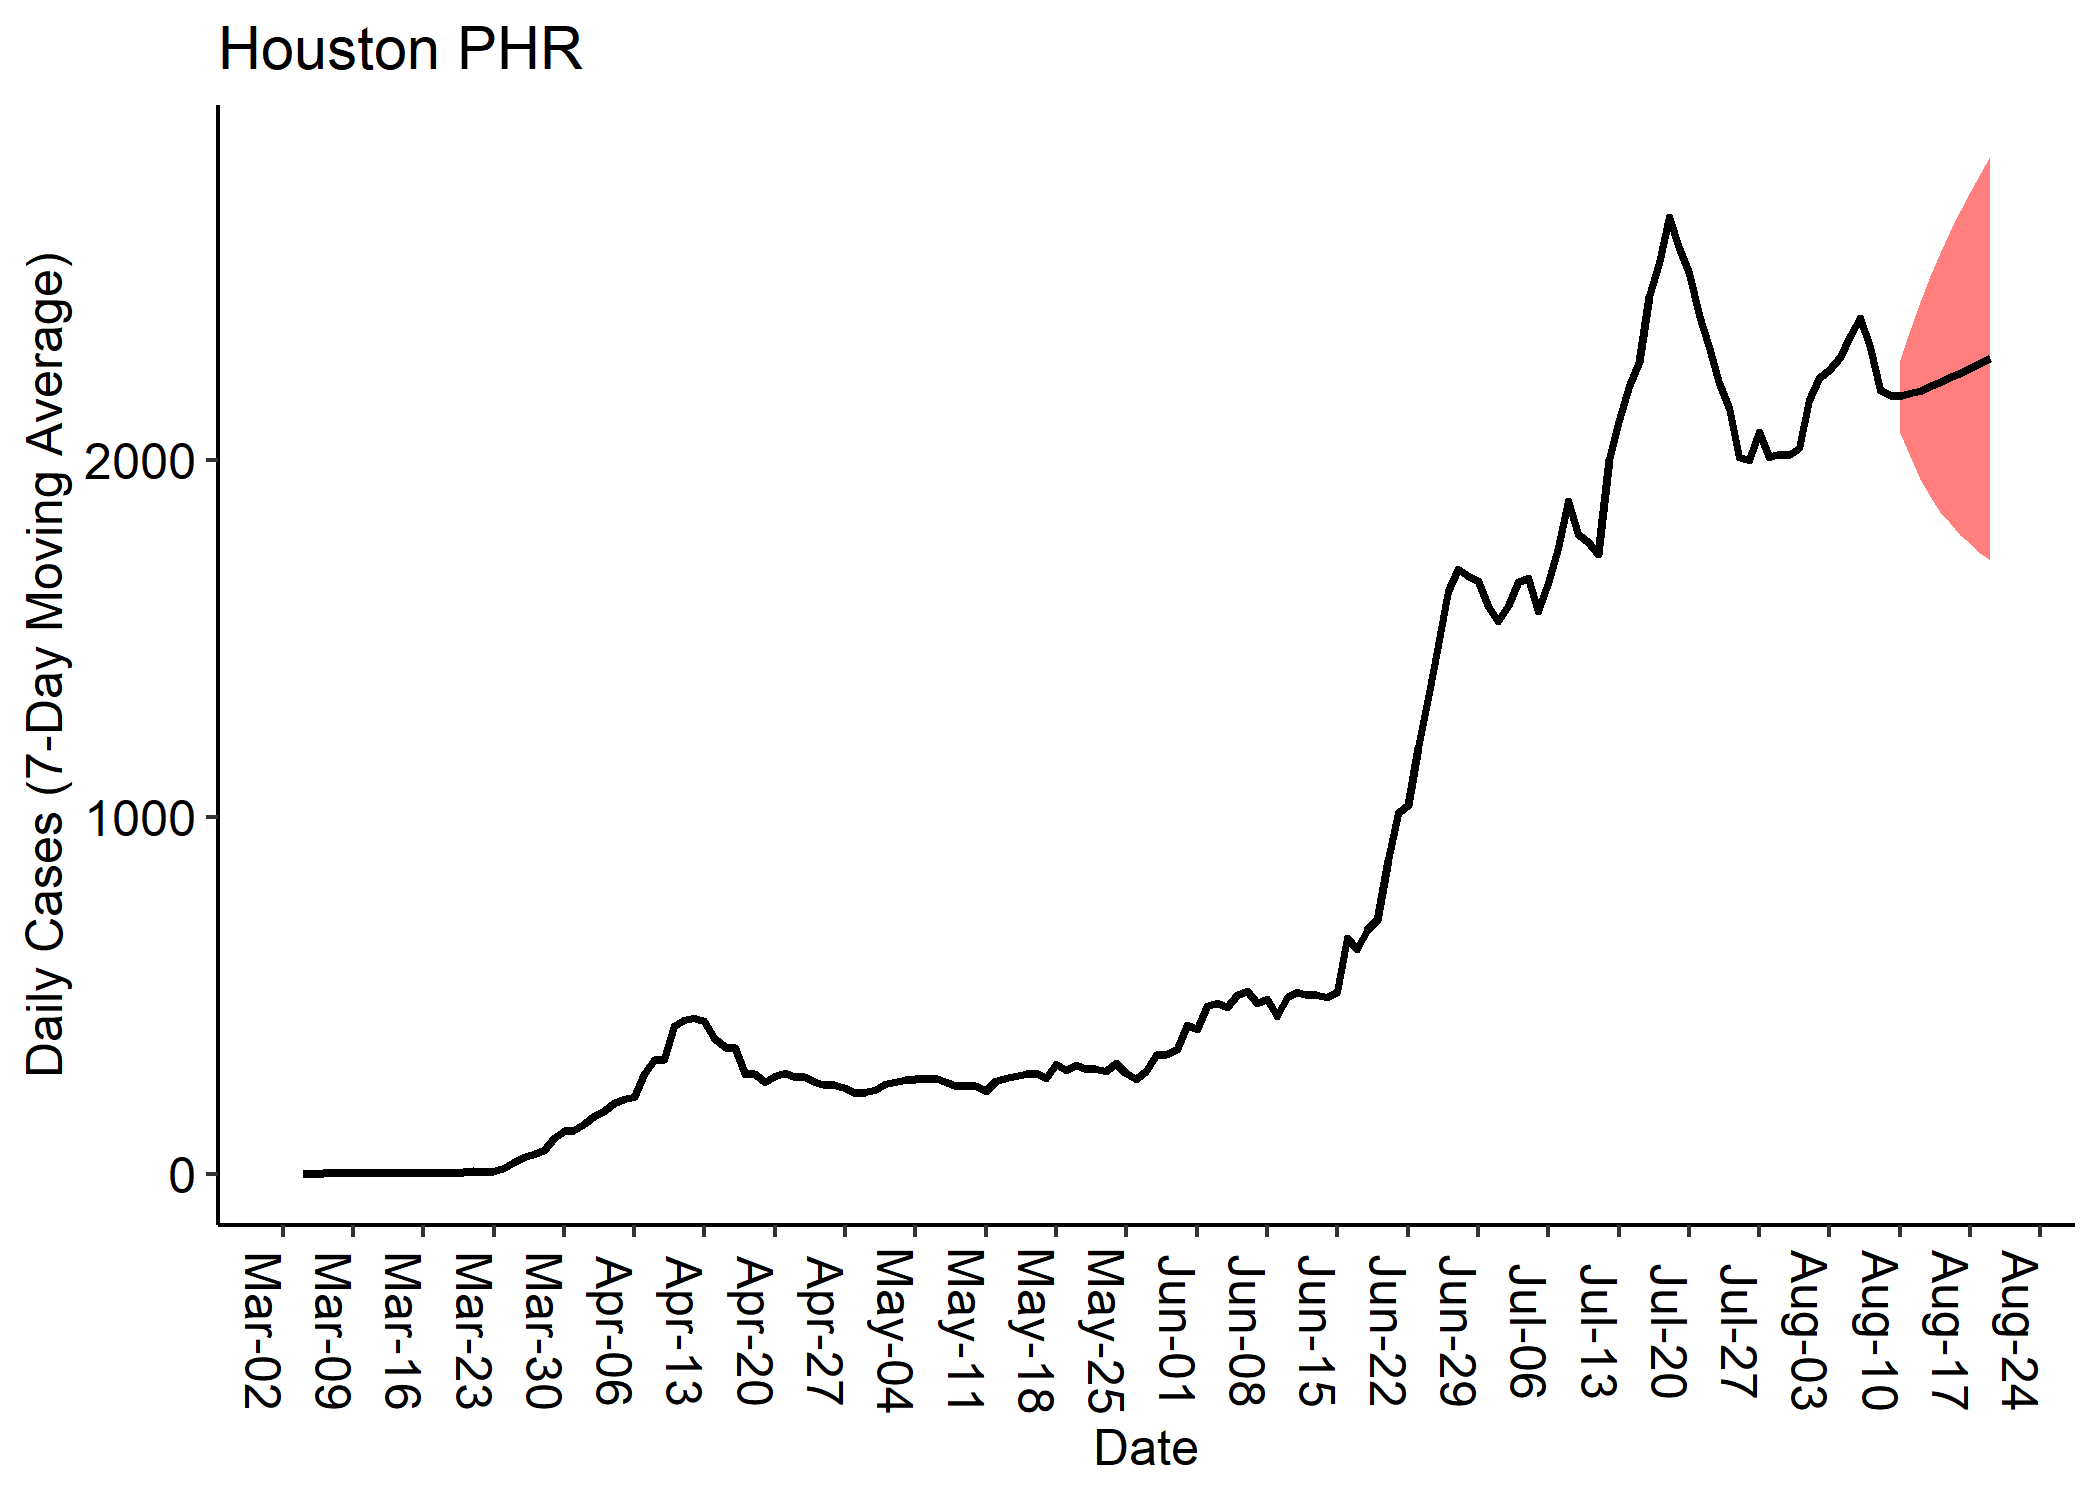 Houston PHR
Daily Cases (7-Day Moving Average)
2000
1000
0
Mar-02
Mar-09
Mar-16
Mar-23
Mar-30
Apr-06
Apr-13
Apr-20
Apr-27
May-04
May-11
May-18
May-25
Jun-01
Jun-08
Jun-15
Jun-22
Jun-29
Jul-06
Jul-13
Jul-20
Jul-27
Aug-03
Aug-10
Aug-17
Aug-24
Date